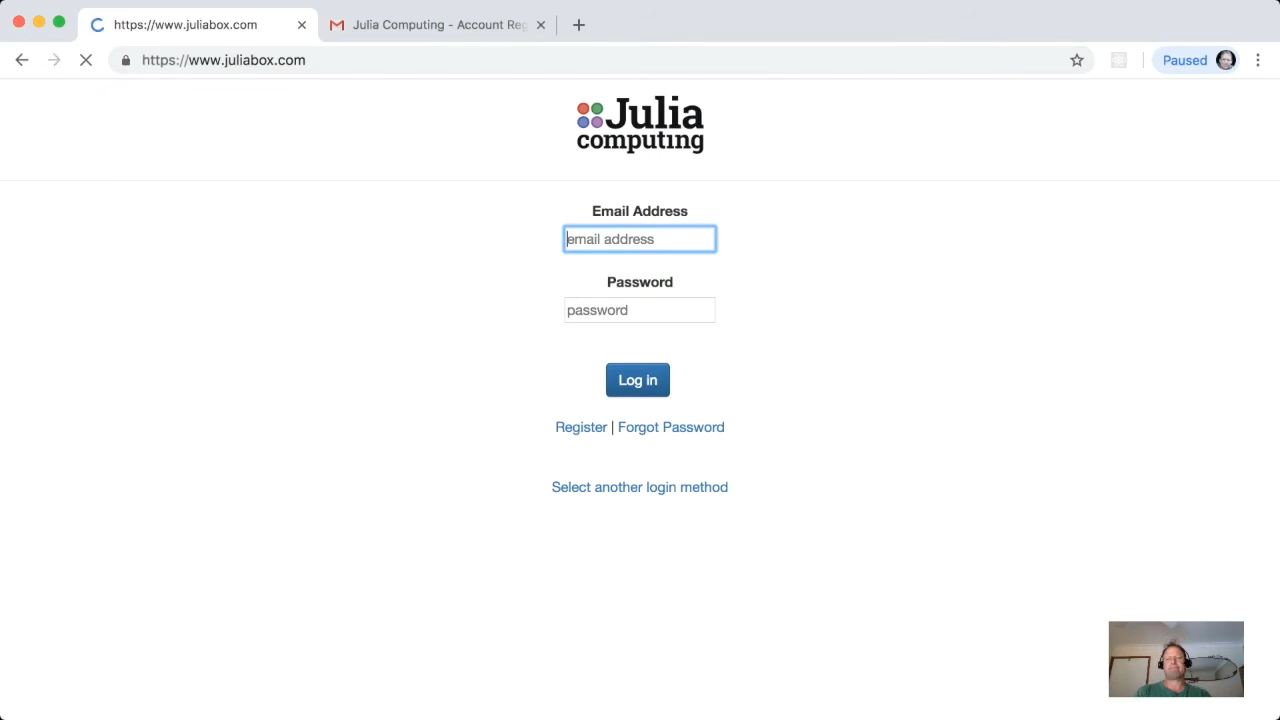 https://www.juliabox.com
Julia Computing - Account Reg
https://www.juliabox.com
Paused
Julia
computing
Email Address
email address
Password
password
Log in
Register | Forgot Password
Select another login method